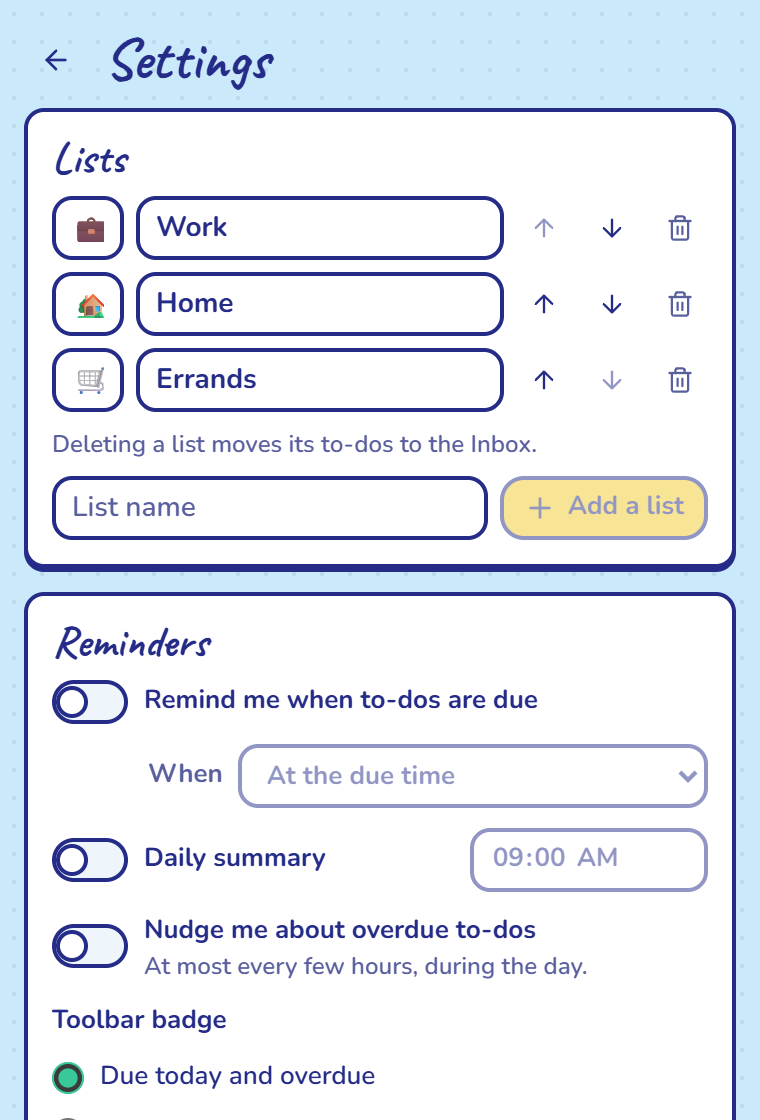 Settings
Lists
Work
Home
Errands
Deleting a list moves its to-dos to the Inbox.
List name
Add a list
Reminders
Remind me when to-dos are due
When
At the due time
Daily summary
09:00 AM
Nudge me about overdue to-dos
At most every few hours, during the day.
Toolbar badge
Due today and overdue